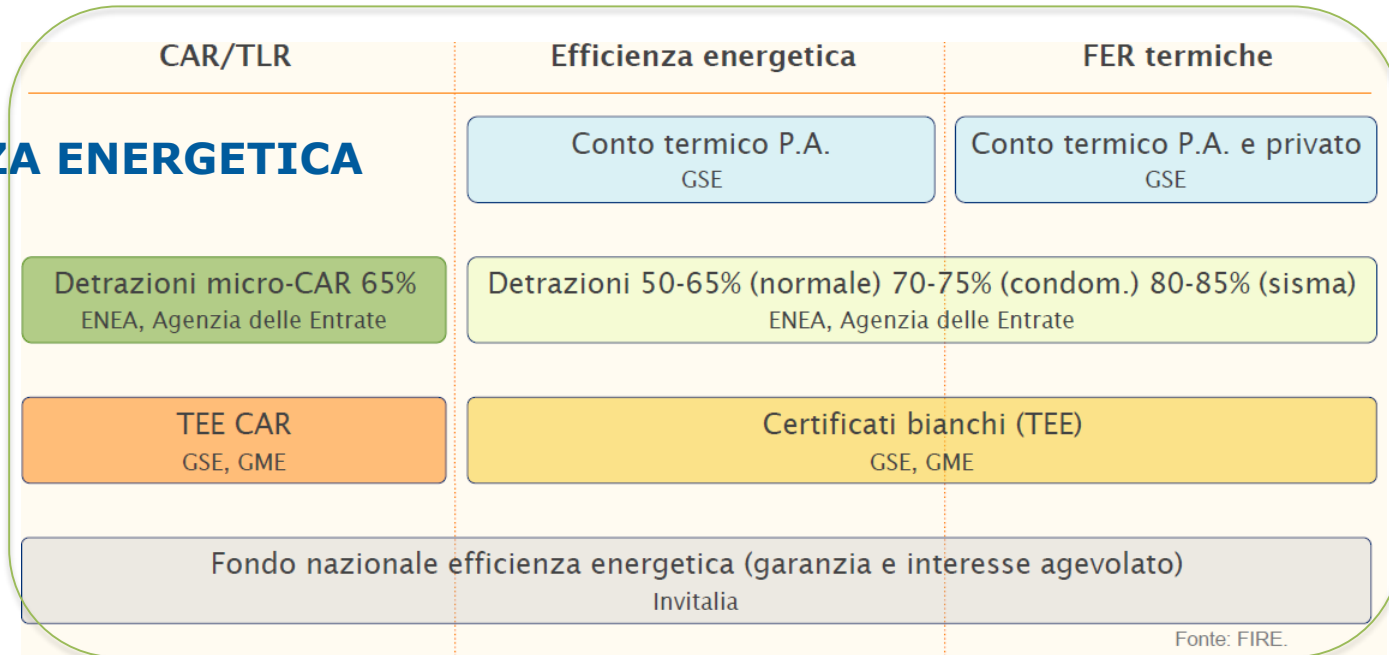 CAR/TLR
Efficienza energetica
FER termiche
ZA ENERGETICA
Conto termico P.A.
GSE
Conto termico P.A. e privato
GSE
Detrazioni micro-CAR 65%
ENEA, Agenzia delle Entrate
Detrazioni 50-65% (normale) 70-75% (condom.) 80-85% (sisma)
ENEA, Agenzia delle Entrate
TEE CAR
GSE, GME
Certificati bianchi (TEE)
GSE, GME
Fondo nazionale efficienza energetica (garanzia e interesse agevolato)
Invitalia
Fonte: FIRE.